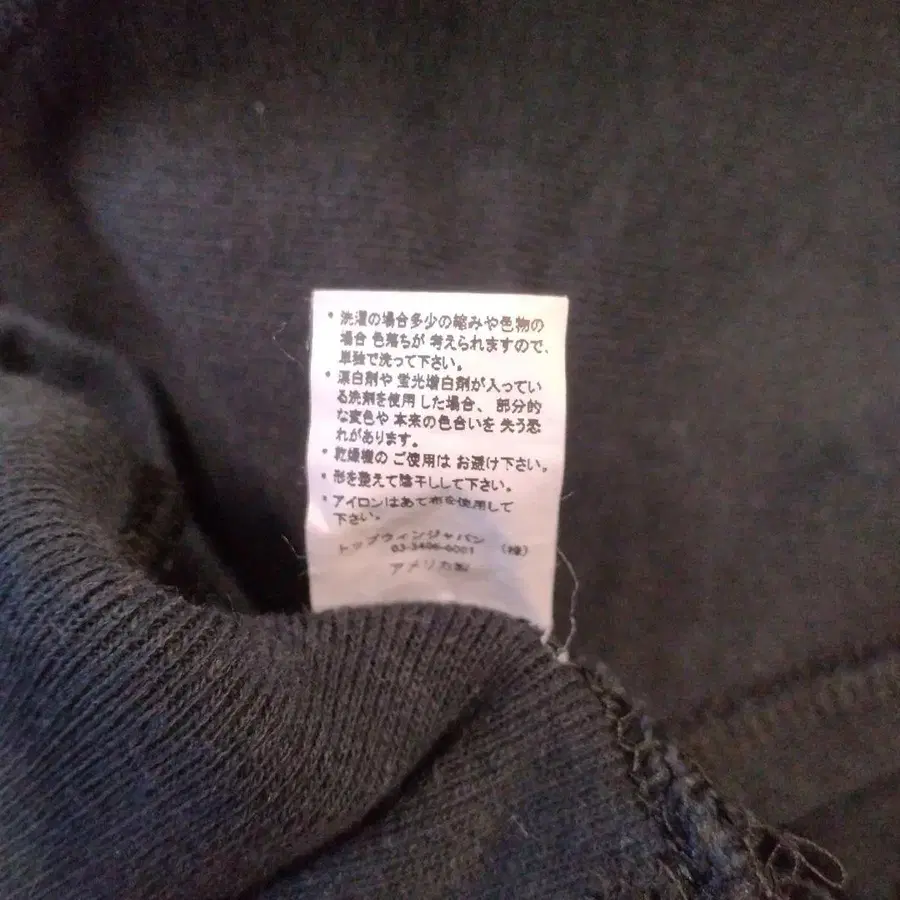 ・洗濯の場合多少の縮みや色物の
場合 色落ちが 考えられますので、
単独で洗って下さい。
・漂白剤や 蛍光増白剤が入ってい
る洗剤を使用した場合、部分的
な変色や 本来の色合いを 失う恐
れがあります。
・乾燥機の ご使用は お避け下さい。
・形を整えて陰干しして下さい。
・アイロンはあて布を使用して
下さい。
トップウィンジャパン （株）
03-5406-6001
アメリカ製